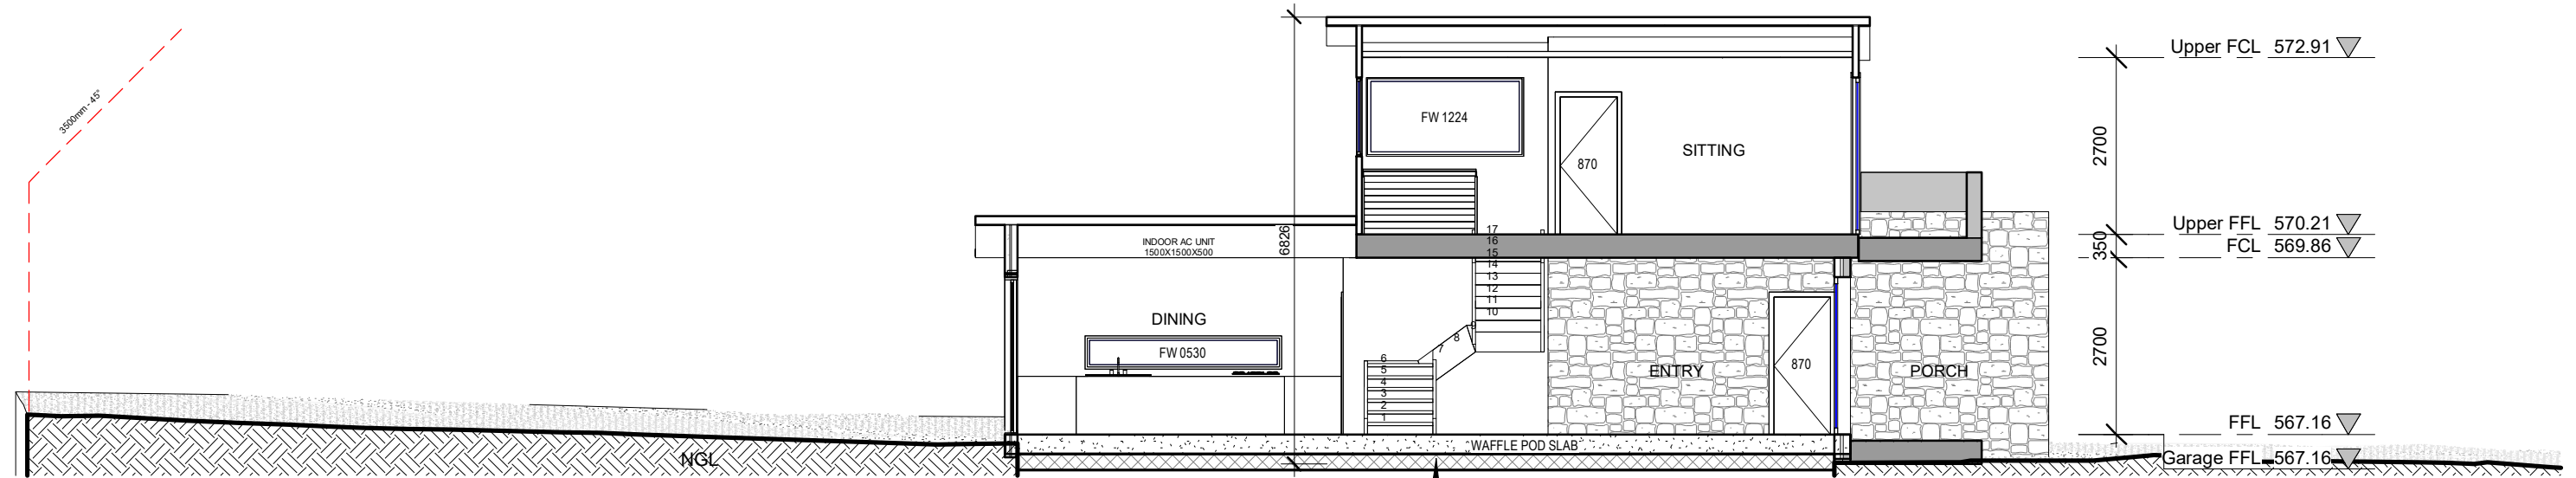 3500mm - 45°
Upper FCL 572.91
FW 1224
870
SITTING
2700
17
16
15
14
13
12
11
10
9
8
7
6
5
4
3
2
1
Upper FFL 570.21
350
FCL 569.86
INDOOR AC UNIT
1500X1500X500
6826
DINING
FW 0530
ENTRY
870
PORCH
2700
FFL 567.16
WAFFLE POD SLAB
NGL
Garage FFL 567.16